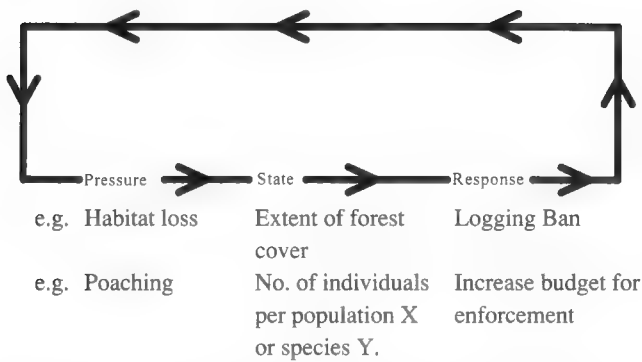 Pressure State Response
e.g. Habitat loss Extent of forest Logging Ban
cover
e.g. Poaching No. of individuals Increase budget for
per population X enforcement
or species Y.